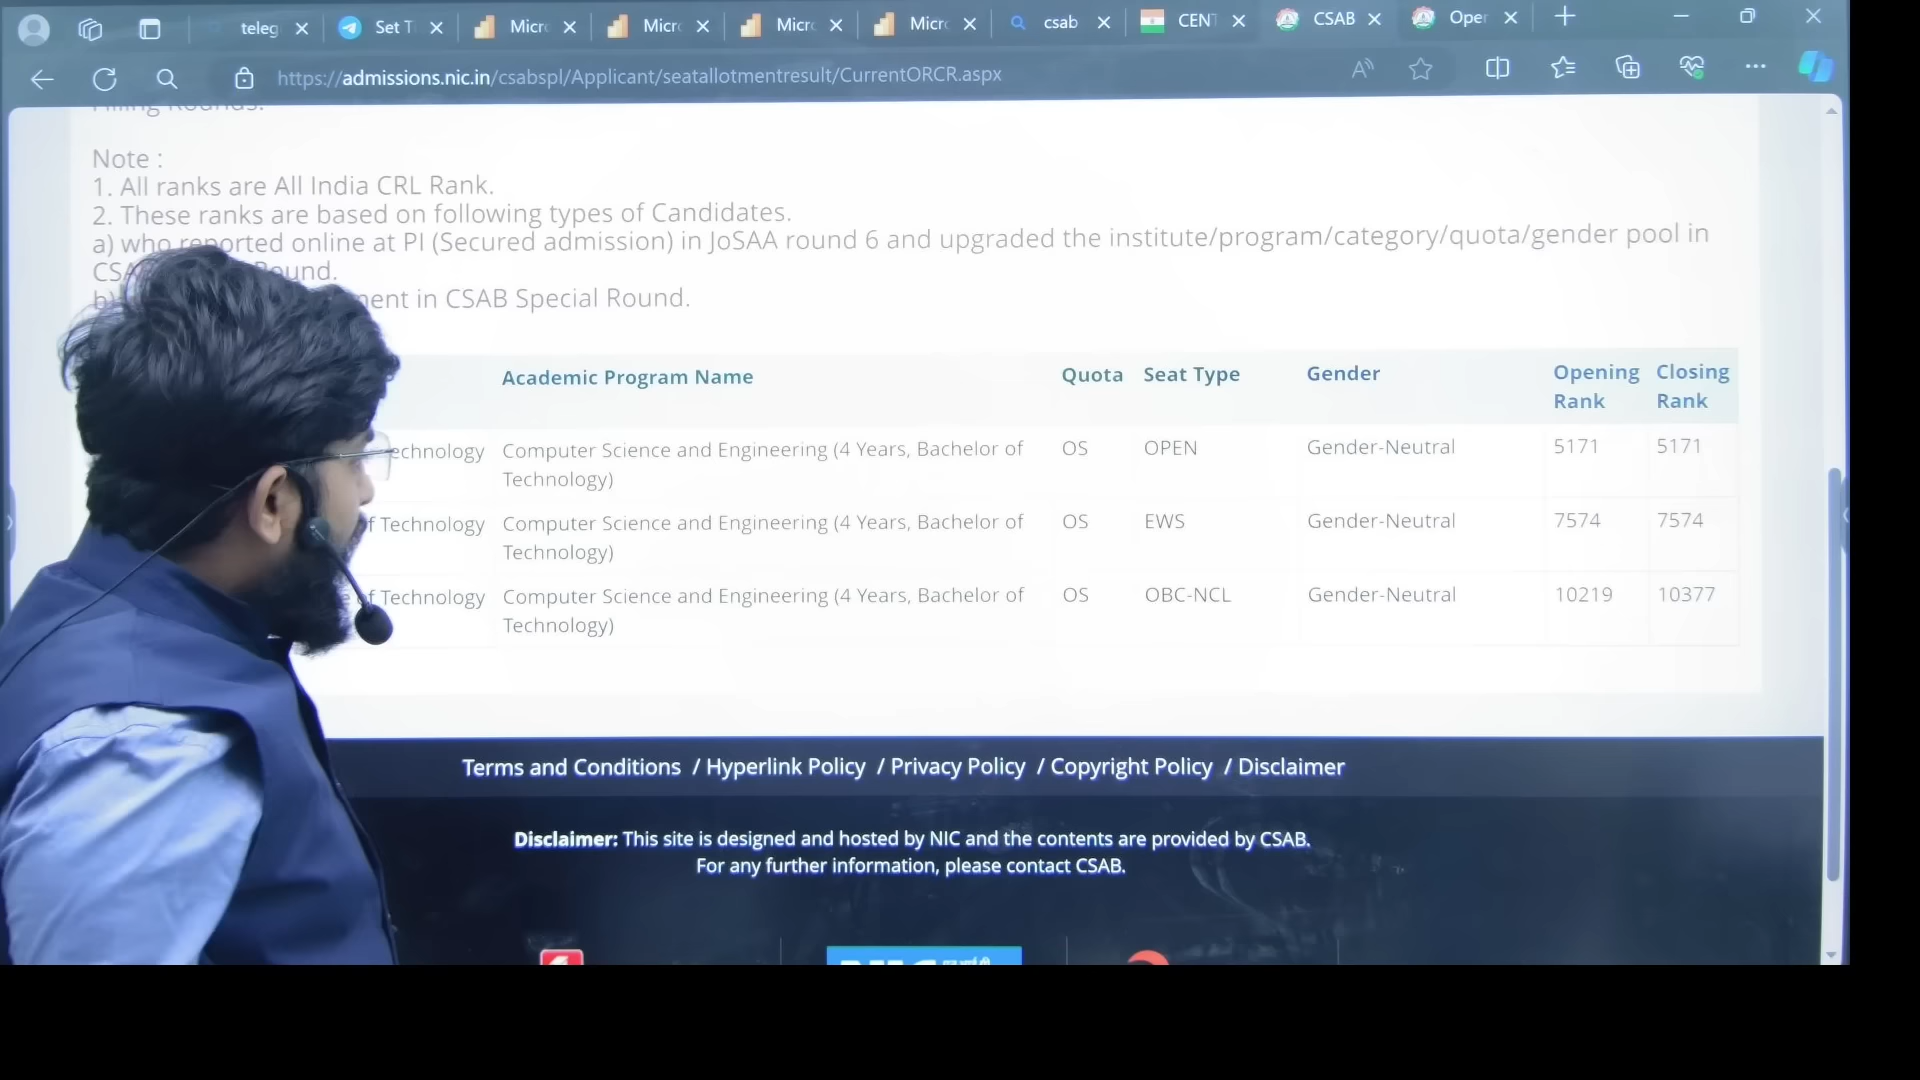 teleg
Set T
Micr
Micr
Micr
Micr
csab
CENT
CSAB
Oper
https://admissions.nic.in/csabspl/Applicant/seatallotmentresult/CurrentORCR.aspx
Filling Rounds.
Note :
1. All ranks are All India CRL Rank.
2. These ranks are based on following types of Candidates.
a) who reported online at PI (Secured admission) in JoSAA round 6 and upgraded the institute/program/category/quota/gender pool in
CSA ound.
b) ent in CSAB Special Round.
Academic Program Name Quota Seat Type Gender Opening Rank Closing Rank
echnology Computer Science and Engineering (4 Years, Bachelor of OS OPEN Gender-Neutral 5171 5171
Technology)
f Technology Computer Science and Engineering (4 Years, Bachelor of OS EWS Gender-Neutral 7574 7574
Technology)
of Technology Computer Science and Engineering (4 Years, Bachelor of OS OBC-NCL Gender-Neutral 10219 10377
Technology)
Terms and Conditions / Hyperlink Policy / Privacy Policy / Copyright Policy / Disclaimer
Disclaimer: This site is designed and hosted by NIC and the contents are provided by CSAB.
For any further information, please contact CSAB.